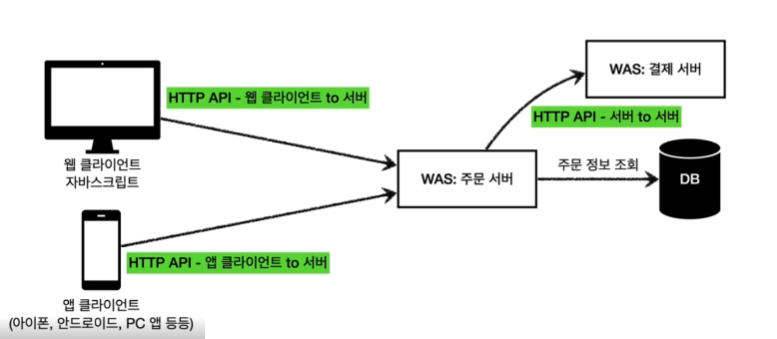 WAS: 결제 서버
HTTP API - 웹 클라이언트 to 서버
HTTP API - 서버 to 서버
웹 클라이언트
자바스크립트
WAS: 주문 서버
주문 정보 조회
DB
HTTP API - 앱 클라이언트 to 서버
앱 클라이언트
(아이폰, 안드로이드, PC 앱 등등)